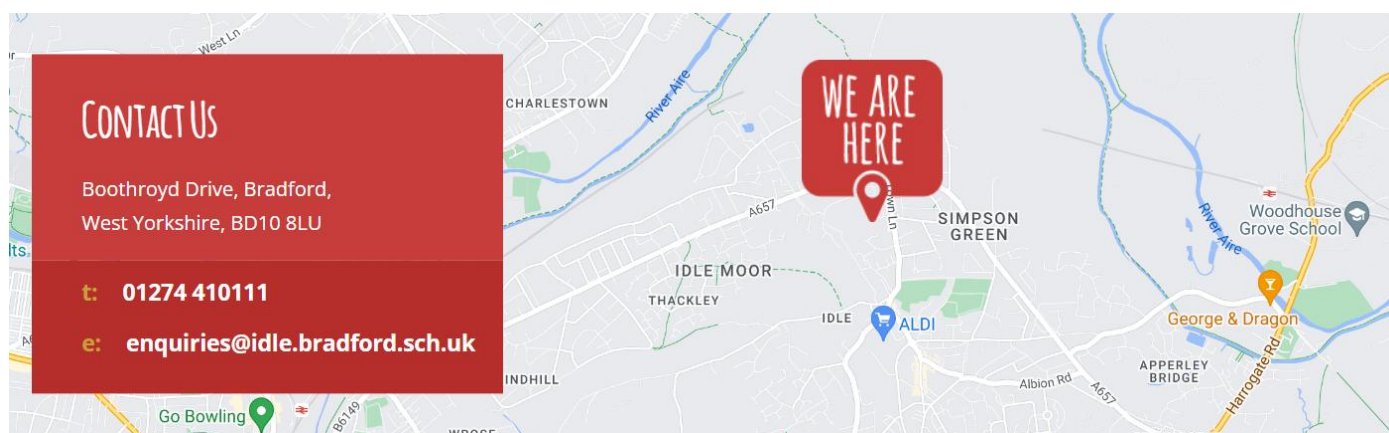 West Ln
CONTACT US
Boothroyd Drive, Bradford,
West Yorkshire, BD10 8LU
t: 01274 410111
e: enquiries@idle.bradford.sch.uk
CHARLESTOWN
River Aire
WE ARE
HERE
A657
SIMPSON
GREEN
IDLE MOOR
THACKLEY
IDLE
ALDI
River Aire
Woodhouse
Grove School
George & Dragon
APPERLEY
BRIDGE
Harrogate Rd
Albion Rd
A657
Go Bowling
B6149